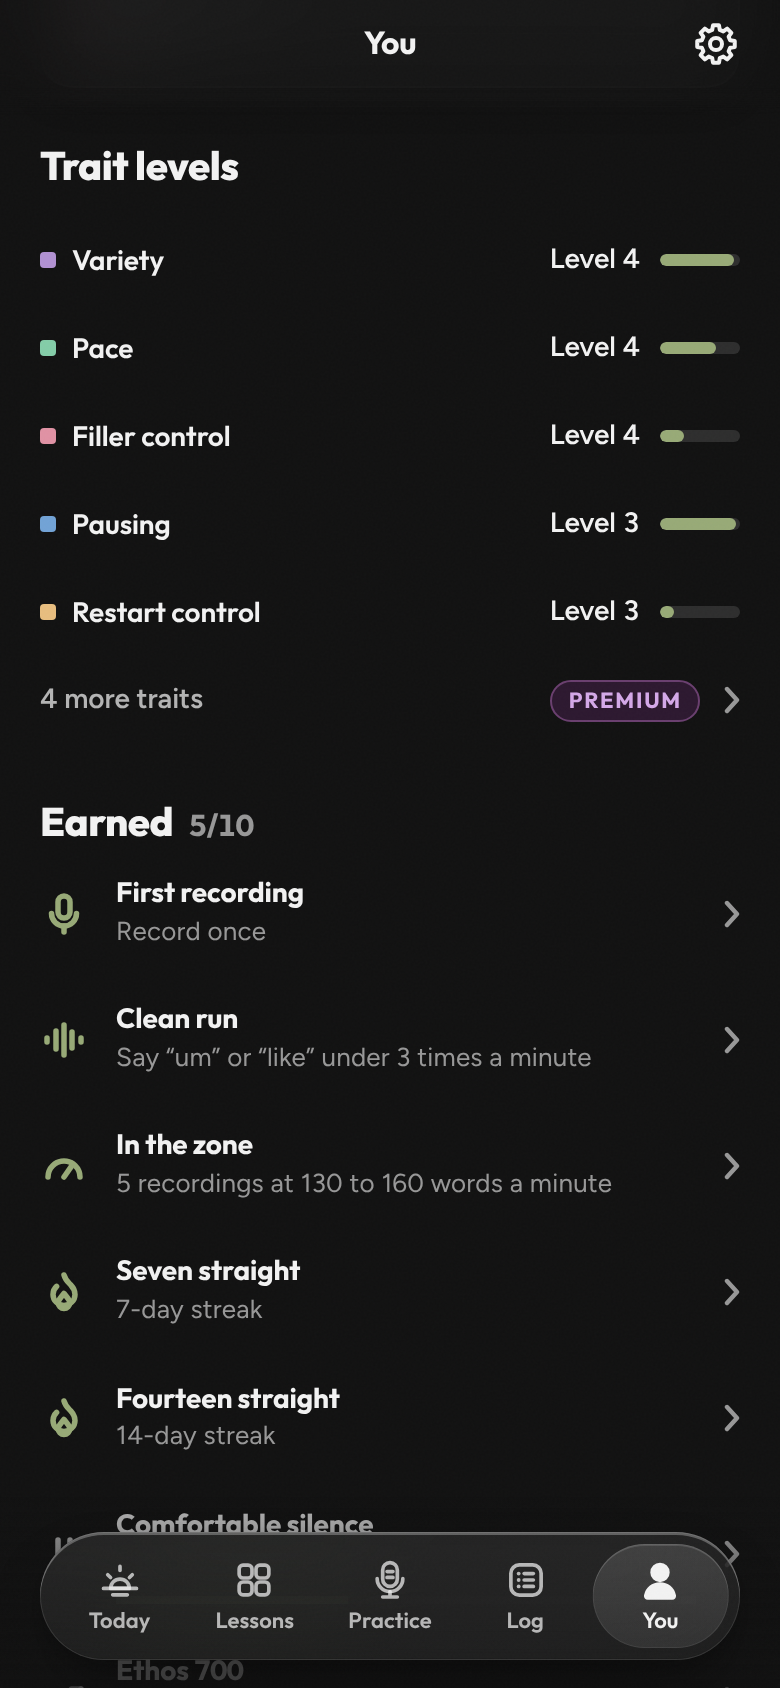 You
Trait levels
Variety Level 4
Pace Level 4
Filler control Level 4
Pausing Level 3
Restart control Level 3
4 more traits PREMIUM
Earned 5/10
First recording
Record once
Clean run
Say “um” or “like” under 3 times a minute
In the zone
5 recordings at 130 to 160 words a minute
Seven straight
7-day streak
Fourteen straight
14-day streak
Comfortable silence
Today Lessons Practice Log You
Ethos 700